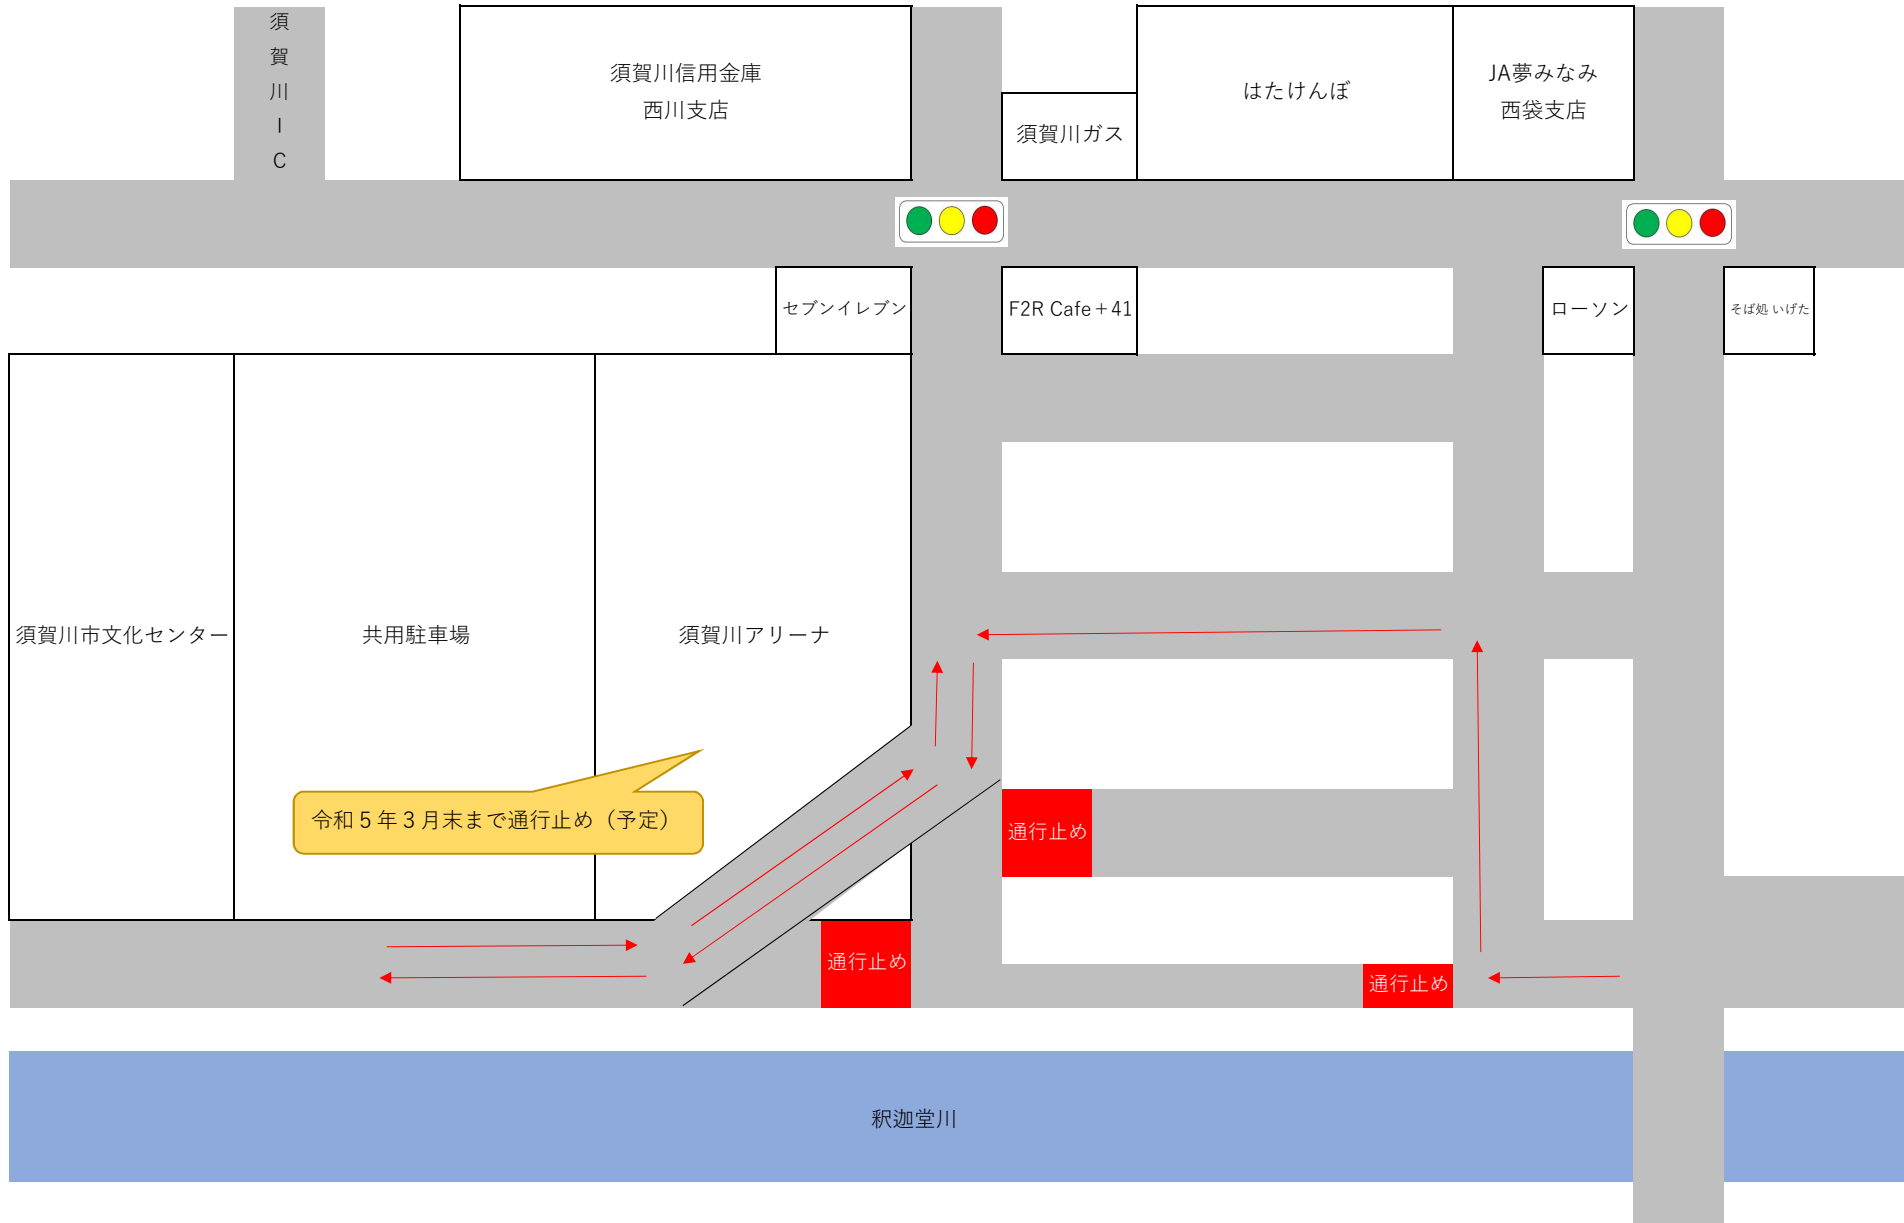 須賀川ーC
須賀川信用金庫
西川支店
須賀川ガス
はたけんぼ
JA夢みなみ
西袋支店
セブンイレブン
F2R Cafe＋41
ローソン
そば処 いげた
須賀川市文化センター
共用駐車場
須賀川アリーナ
令和５年３月末まで通行止め（予定）
通行止め
通行止め
通行止め
釈迦堂川